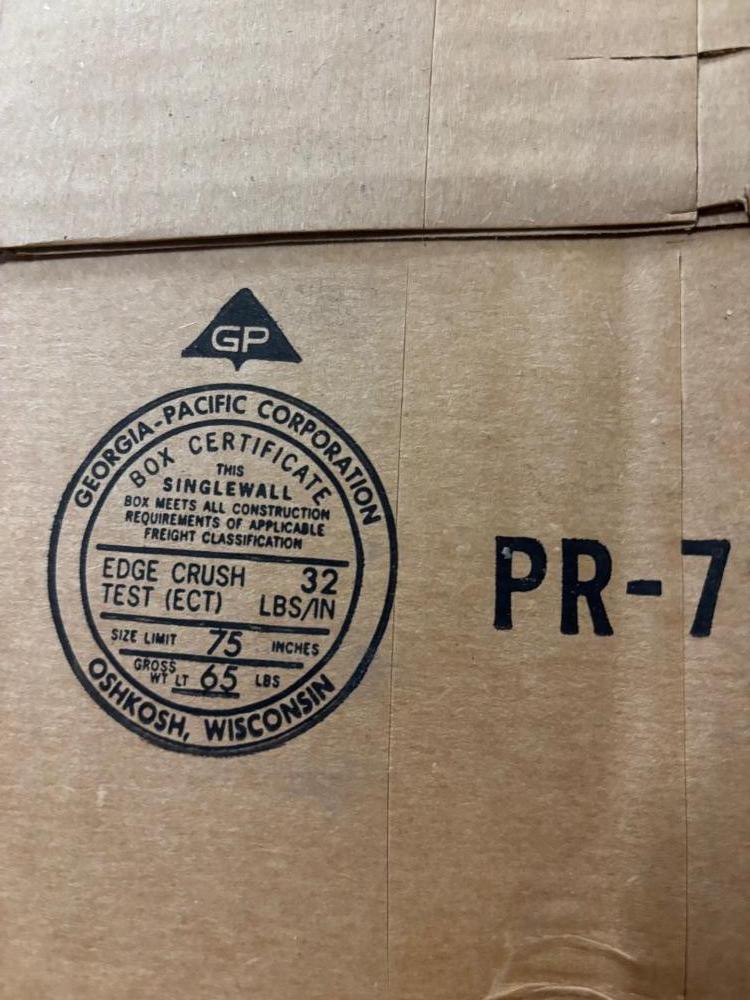 GP
GEORGIA-PACIFIC CORPORATION
BOX CERTIFICATE
THIS
SINGLEWALL
BOX MEETS ALL CONSTRUCTION
REQUIREMENTS OF APPLICABLE
FREIGHT CLASSIFICATION
EDGE CRUSH 32
TEST (ECT) LBS/IN
SIZE LIMIT 75 INCHES
GROSS
WT LT 65 LBS
OSHKOSH, WISCONSIN
PR-7